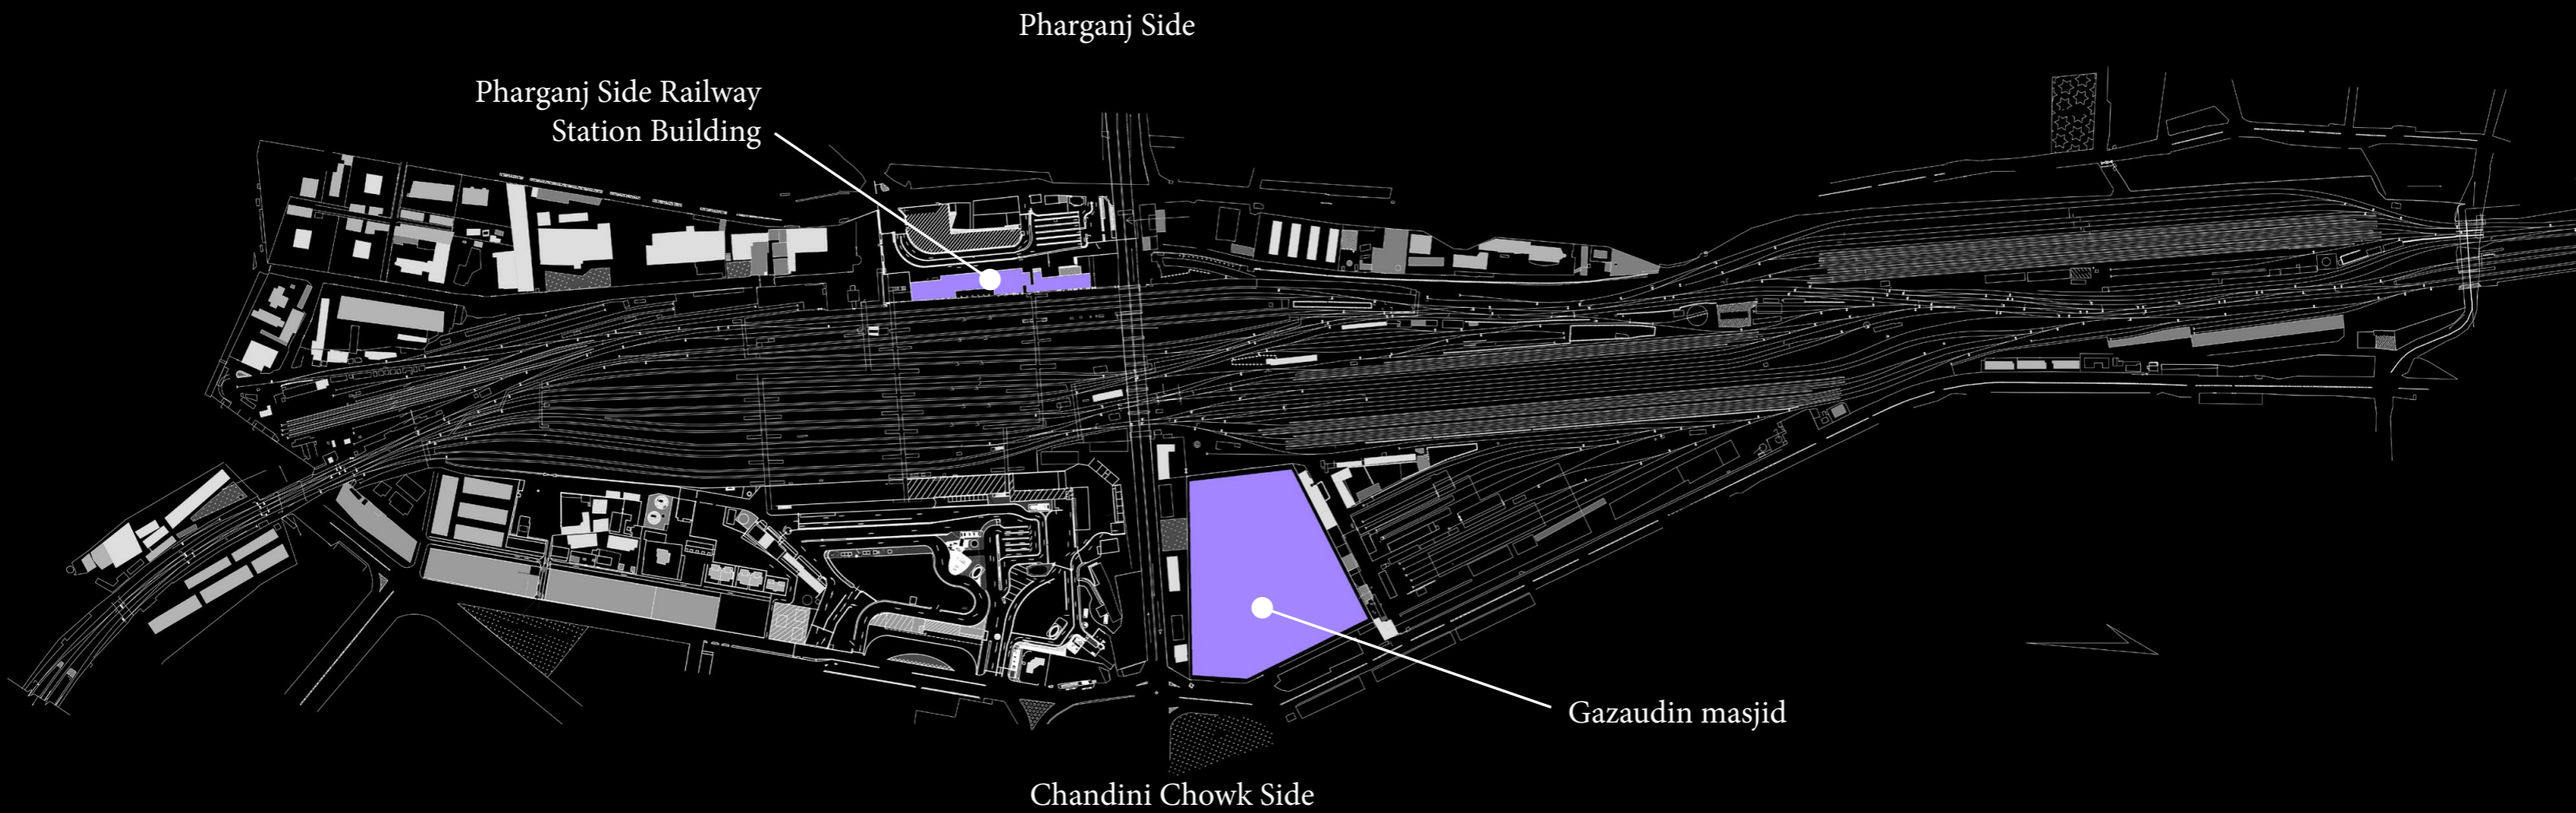 Pharganj Side
Pharganj Side Railway
Station Building
Gazaudin masjid
Chandini Chowk Side